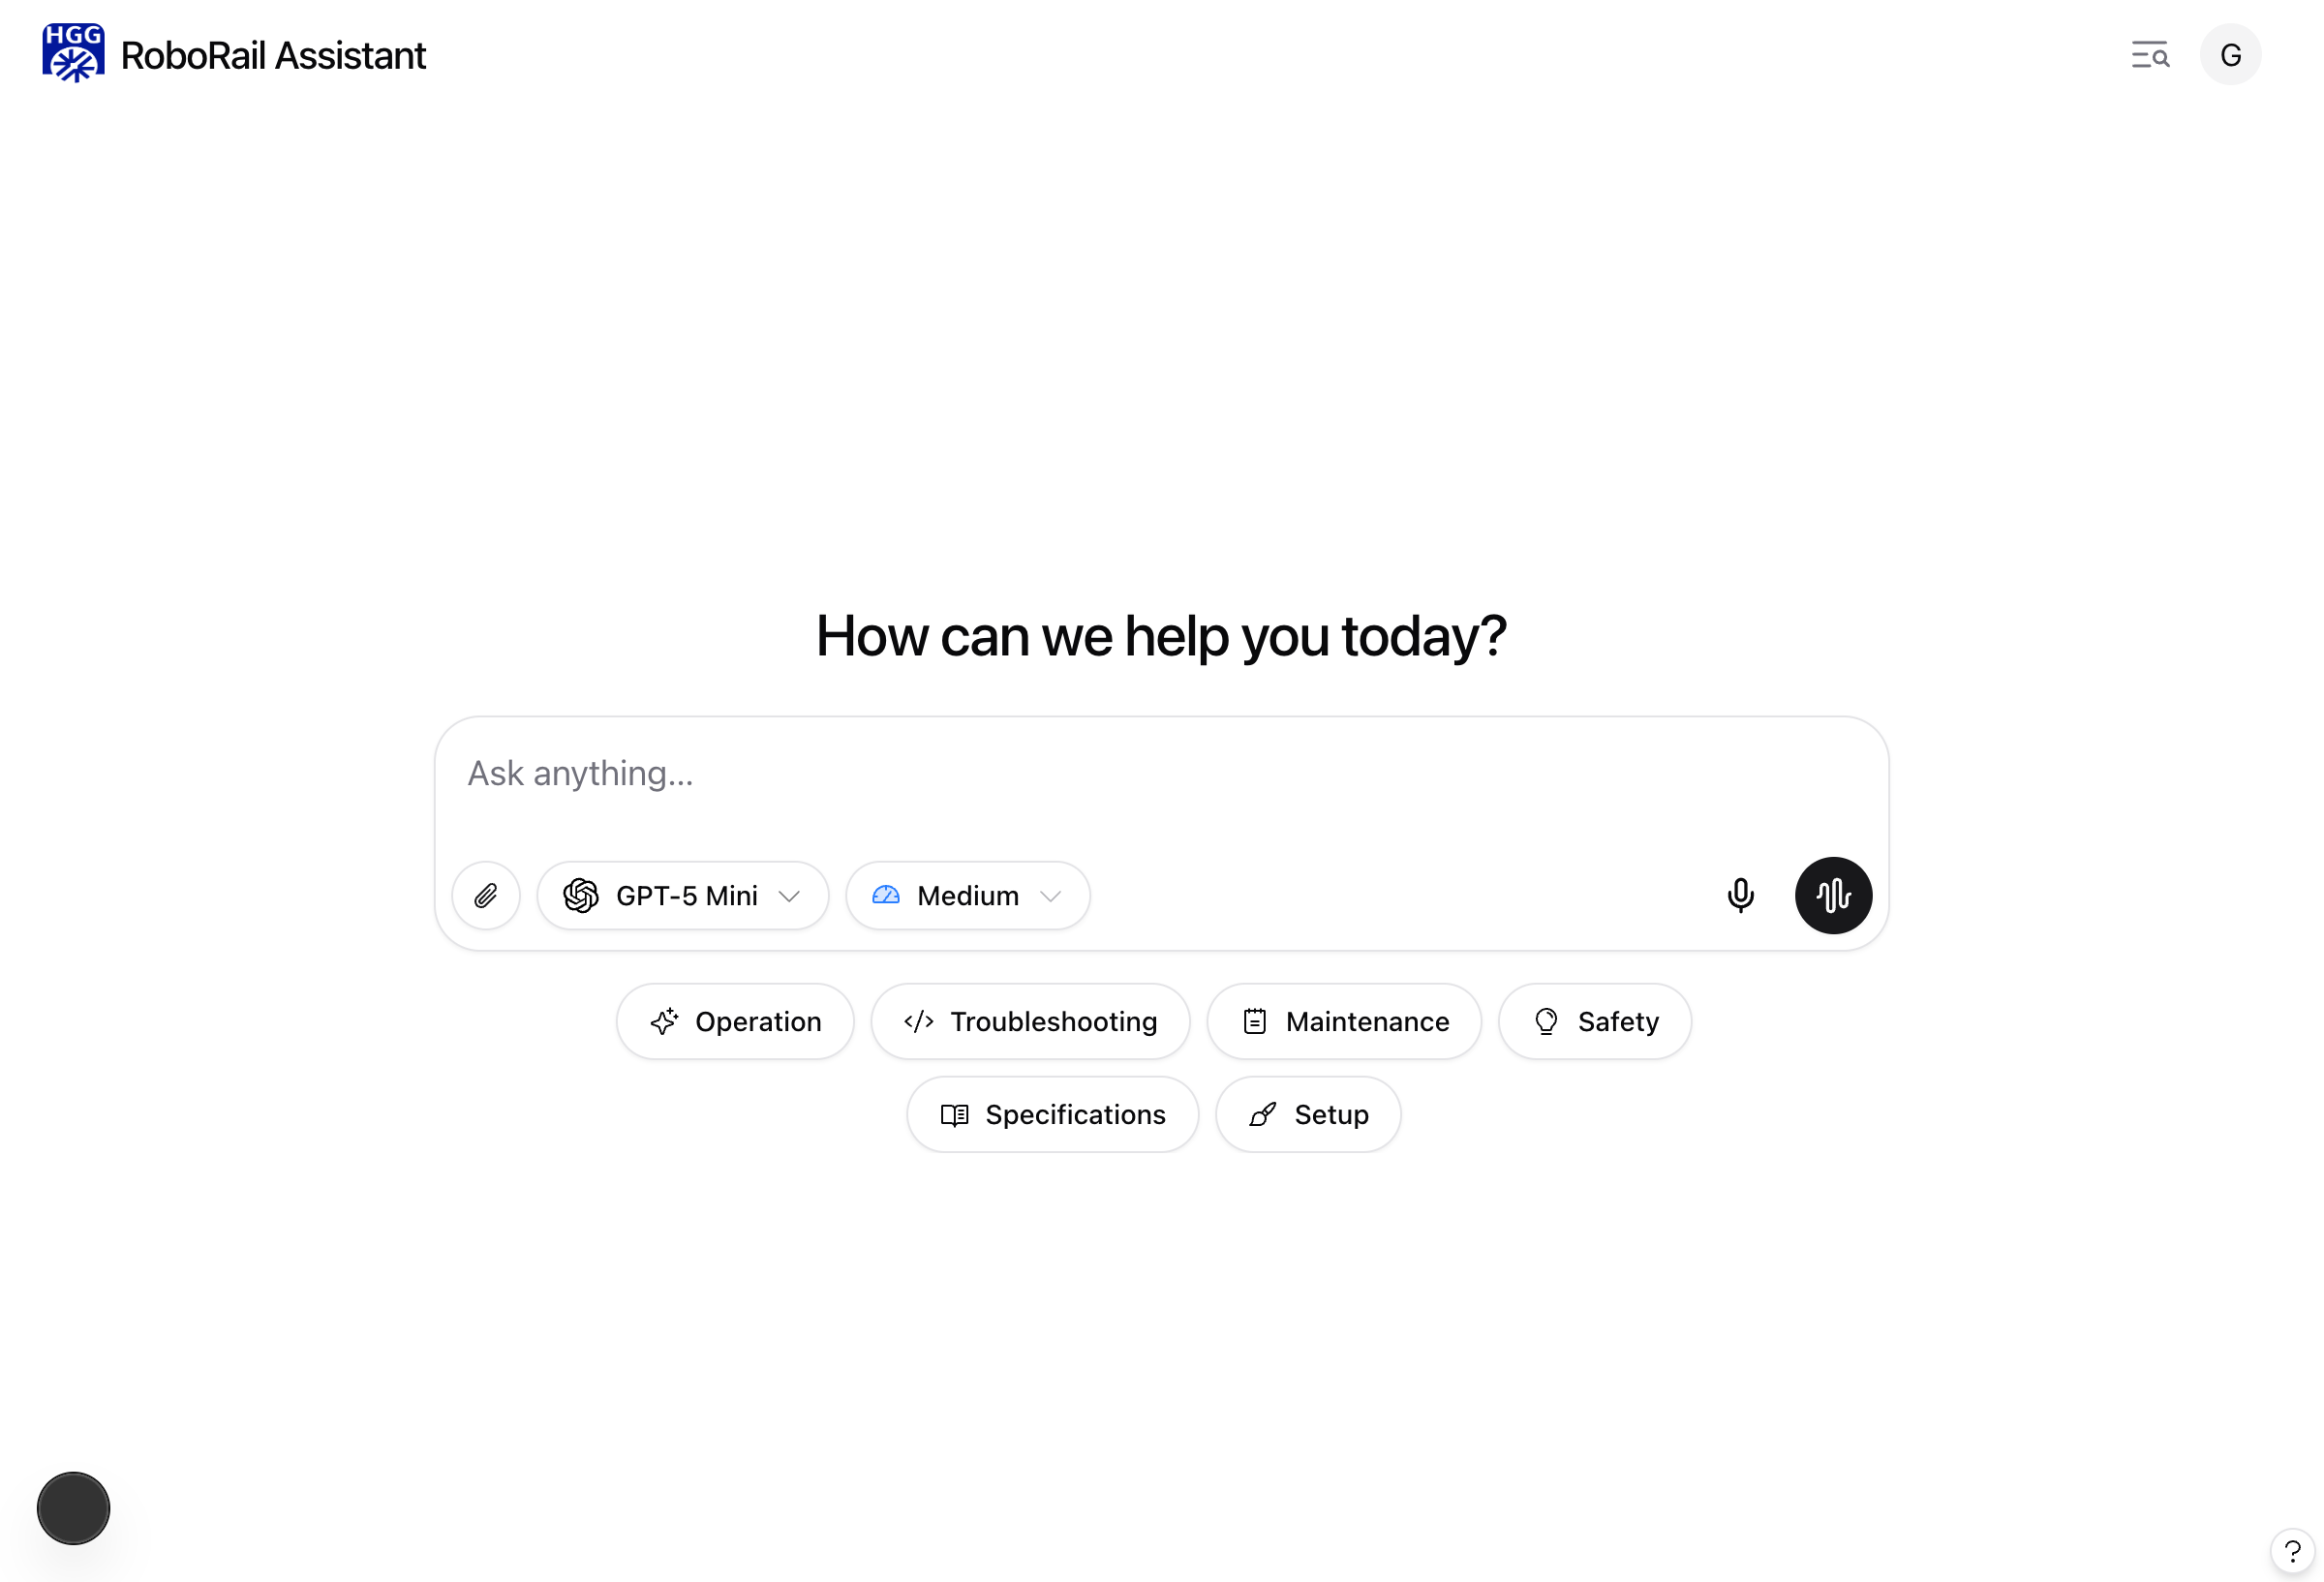 HGG
RoboRail Assistant
G
How can we help you today?
Ask anything...
GPT-5 Mini
Medium
Operation
Troubleshooting
Maintenance
Safety
Specifications
Setup
?